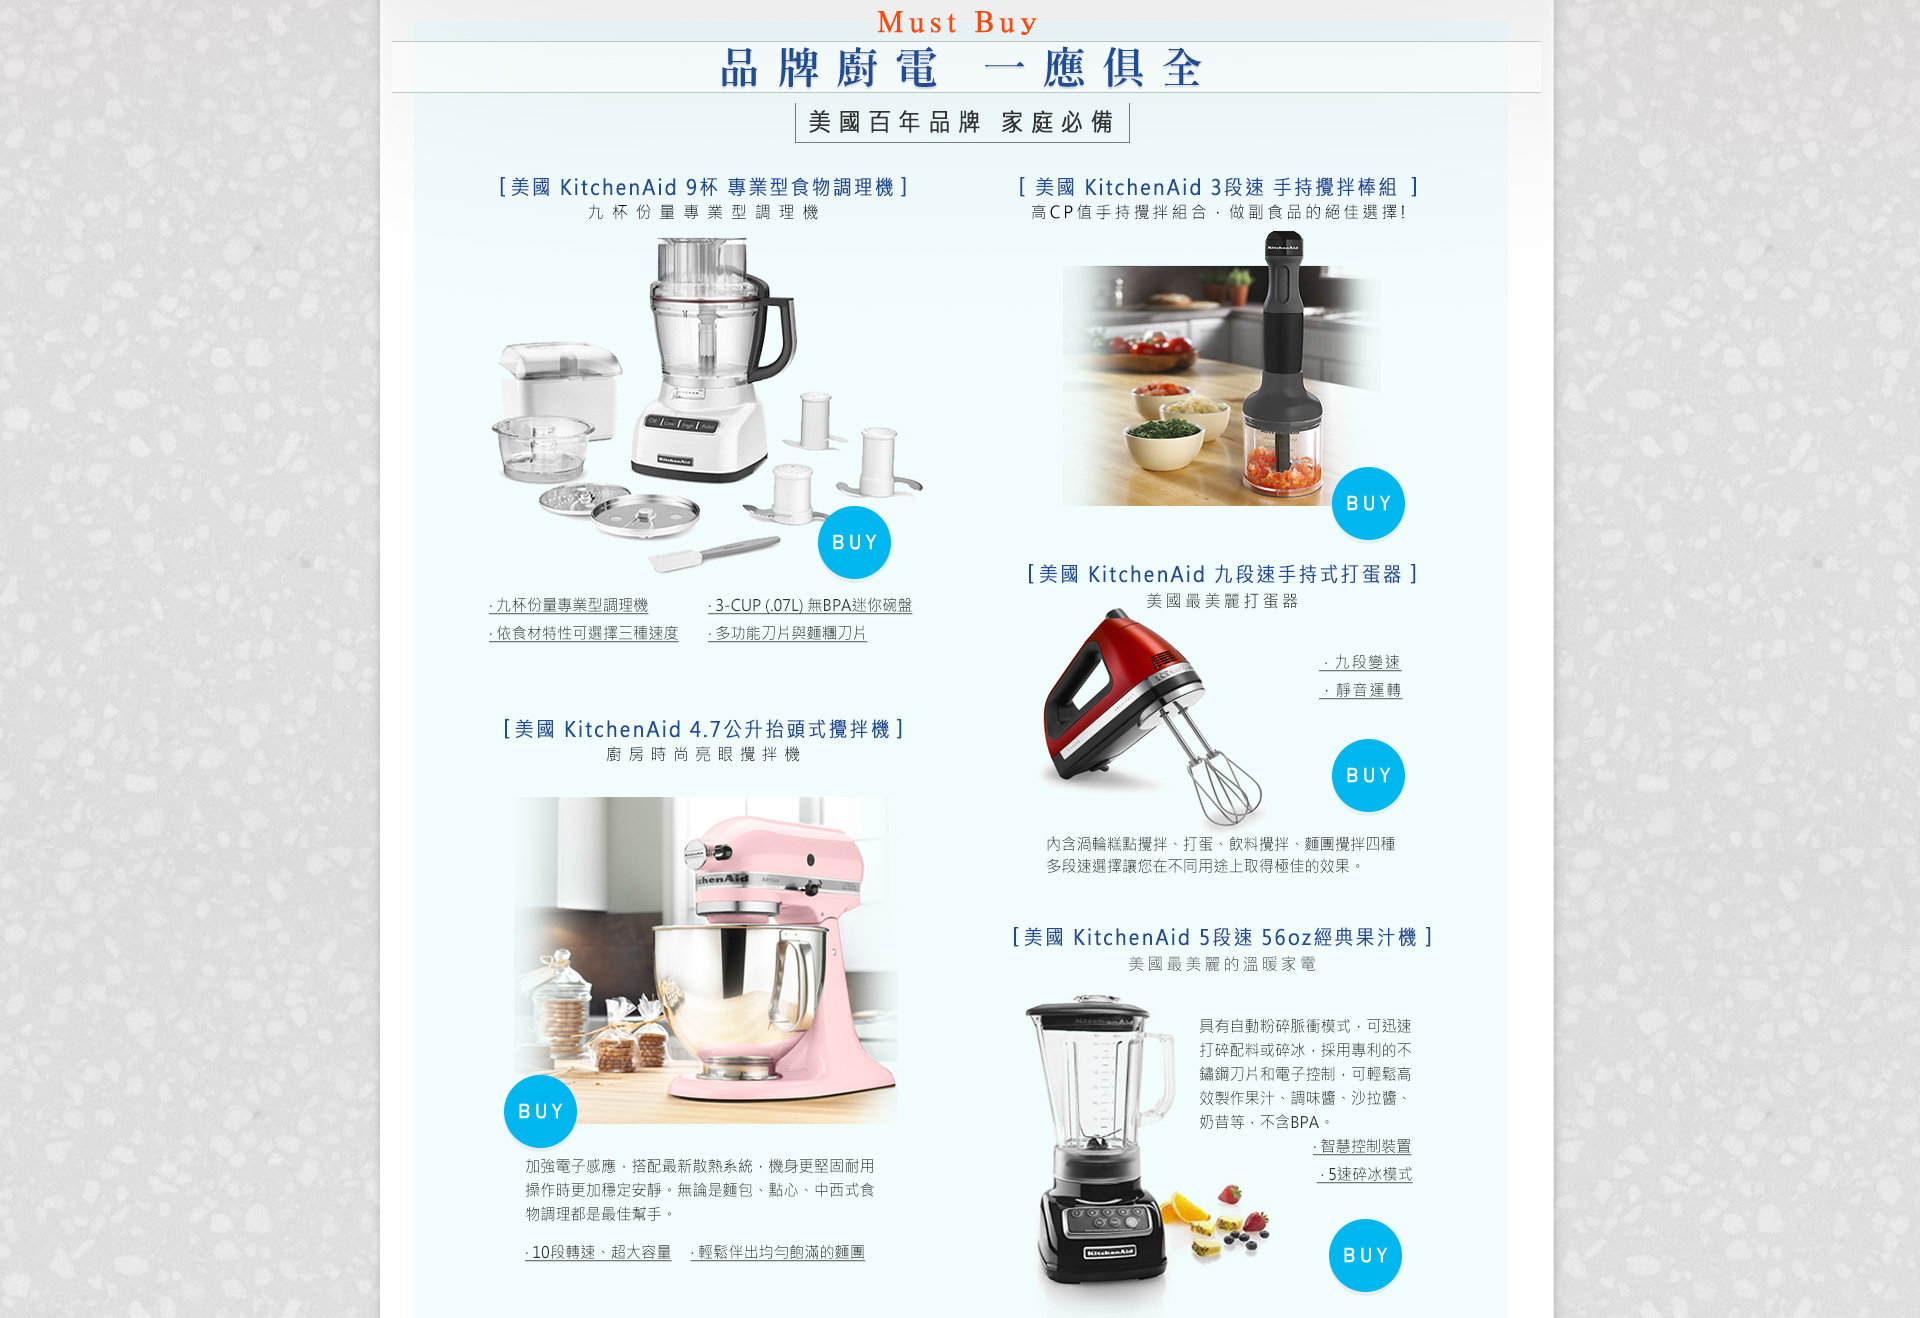 Must Buy
品牌廚電 一應俱全
美國百年品牌 家庭必備
[ 美國 KitchenAid 9杯 專業型食物調理機 ]
九杯份量專業型調理機
Off Low High Pulse
KitchenAid
BUY
· 九杯份量專業型調理機
· 3-CUP (.07L) 無BPA迷你碗盤
· 依食材特性可選擇三種速度
· 多功能刀片與麵糰刀片
[ 美國 KitchenAid 4.7公升抬頭式攪拌機 ]
廚房時尚亮眼攪拌機
chenAid
BUY
加強電子感應，搭配最新散熱系統，機身更堅固耐用
操作時更加穩定安靜。無論是麵包、點心、中西式食
物調理都是最佳幫手。
· 10段轉速、超大容量
· 輕鬆伴出均勻飽滿的麵團
[ 美國 KitchenAid 3段速 手持攪拌棒組 ]
高CP值手持攪拌組合，做副食品的絕佳選擇!
KitchenAid
BUY
[ 美國 KitchenAid 九段速手持式打蛋器 ]
美國最美麗打蛋器
· 九段變速
· 靜音運轉
BUY
內含渦輪糕點攪拌、打蛋、飲料攪拌、麵團攪拌四種
多段速選擇讓您在不同用途上取得極佳的效果。
[ 美國 KitchenAid 5段速 56oz經典果汁機 ]
美國最美麗的溫暖家電
KitchenAid
具有自動粉碎脈衝模式，可迅速
打碎配料或碎冰，採用專利的不
鏽鋼刀片和電子控制，可輕鬆高
效製作果汁、調味醬、沙拉醬、
奶昔等，不含BPA。
· 智慧控制裝置
· 5速碎冰模式
KitchenAid
BUY